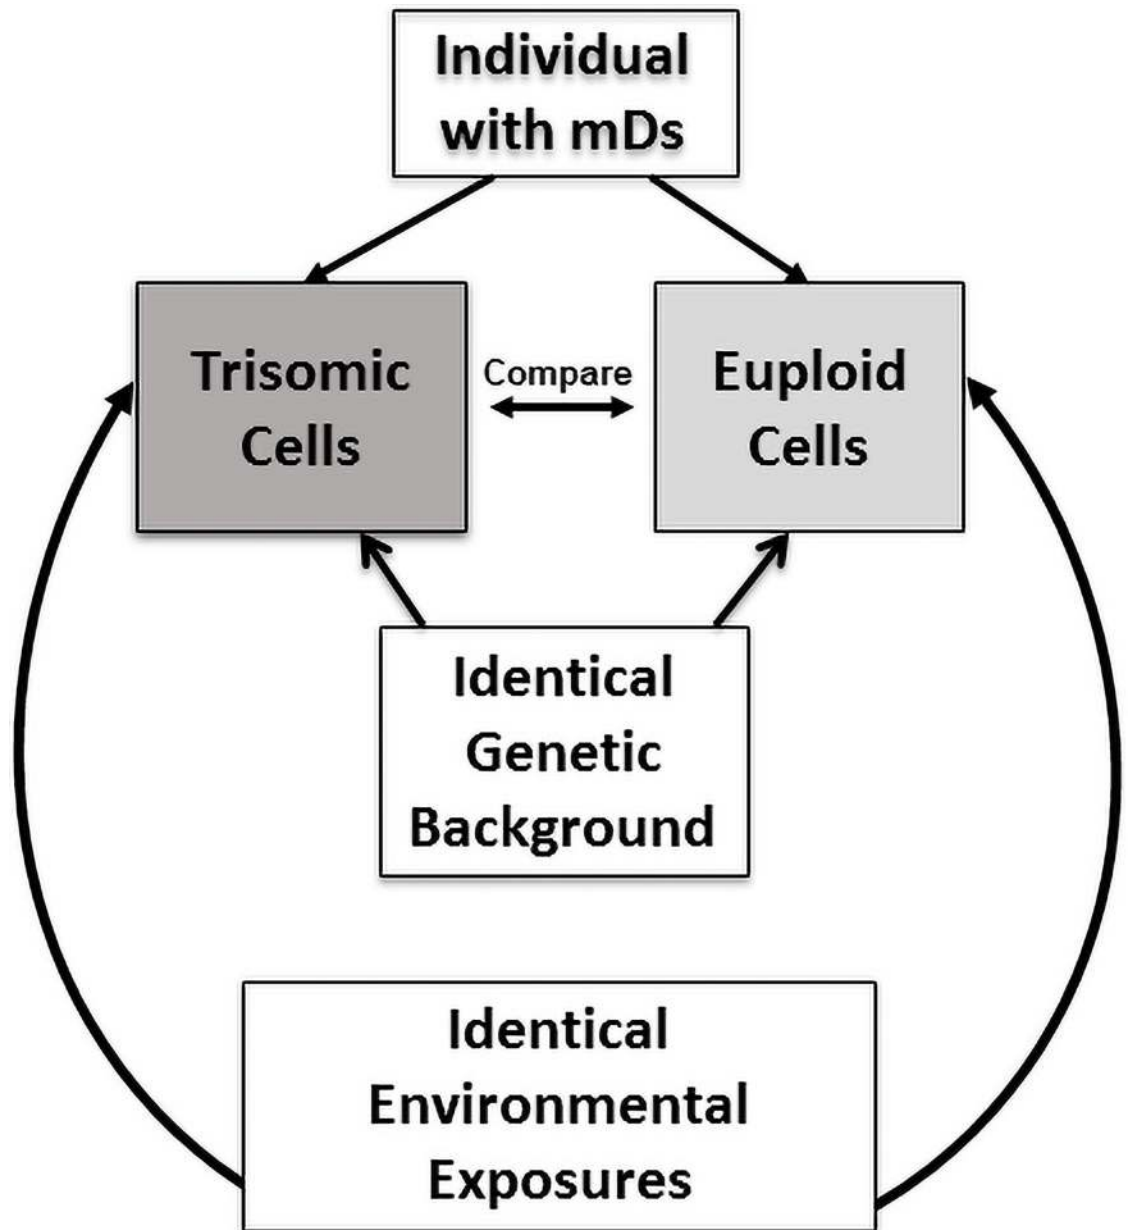 Individual
with mDs
Trisomic
Cells
Compare
Euploid
Cells
Identical
Genetic
Background
Identical
Environmental
Exposures